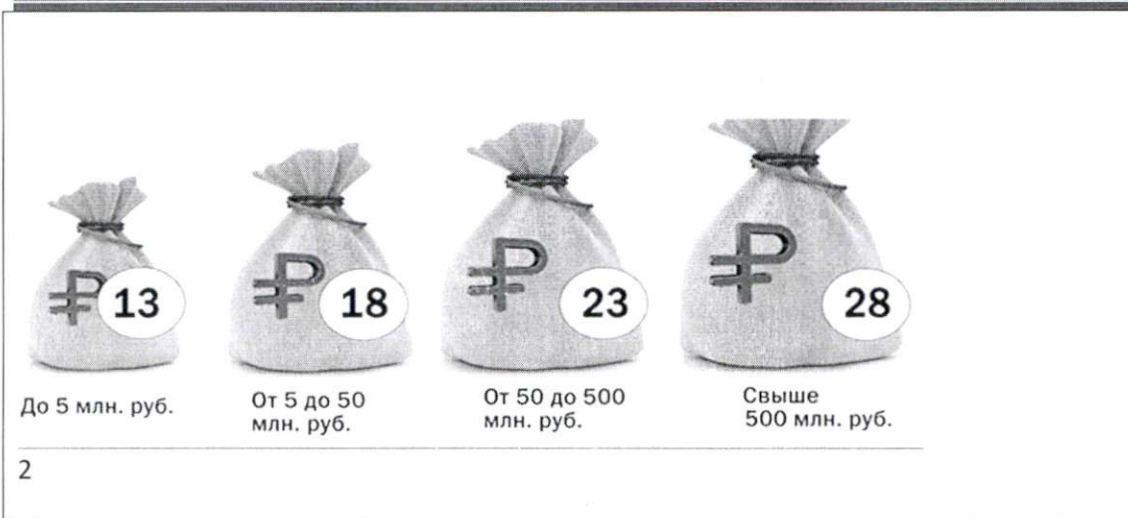 13
18
23
28
До 5 млн. руб.
От 5 до 50
млн. руб.
От 50 до 500
млн. руб.
Свыше
500 млн. руб.
2